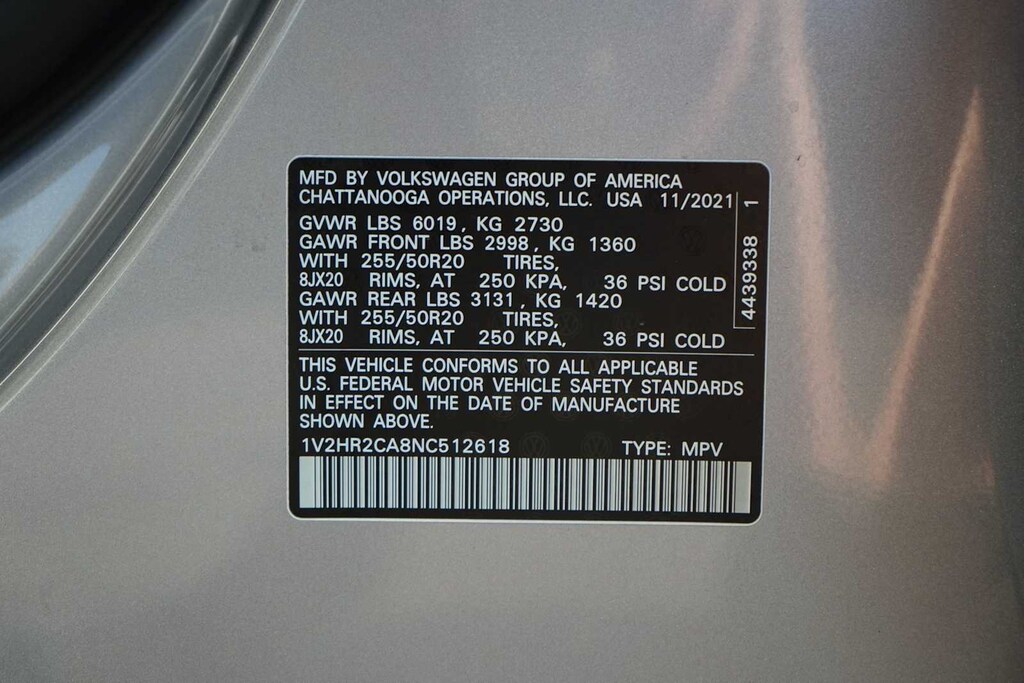 MFD BY VOLKSWAGEN GROUP OF AMERICA
CHATTANOOGA OPERATIONS, LLC. USA 11/2021
GVWR LBS 6019, KG 2730
GAWR FRONT LBS 2998, KG 1360
WITH 255/50R20 TIRES,
8JX20 RIMS, AT 250 KPA, 36 PSI COLD
GAWR REAR LBS 3131, KG 1420
WITH 255/50R20 TIRES,
8JX20 RIMS, AT 250 KPA, 36 PSI COLD
4439338 1
THIS VEHICLE CONFORMS TO ALL APPLICABLE
U.S. FEDERAL MOTOR VEHICLE SAFETY STANDARDS
IN EFFECT ON THE DATE OF MANUFACTURE
SHOWN ABOVE.
1V2HR2CA8NC512618 TYPE: MPV